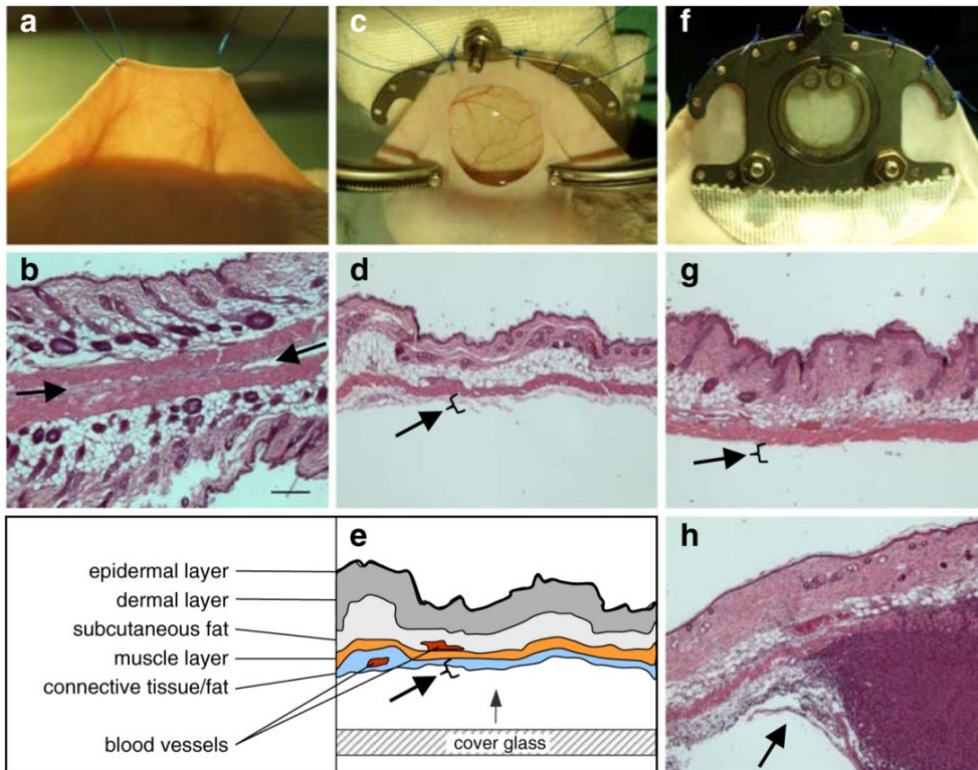 a
c
f
b
d
g
e
epidermal layer
dermal layer
subcutaneous fat
muscle layer
connective tissue/fat
blood vessels
cover glass
h